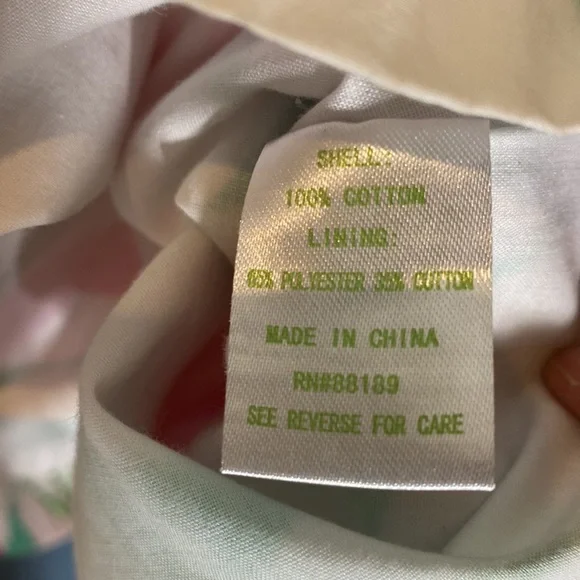 SHELL:
100% COTTON
LINING:
65% POLYESTER 35% COTTON
MADE IN CHINA
RN#88189
SEE REVERSE FOR CARE